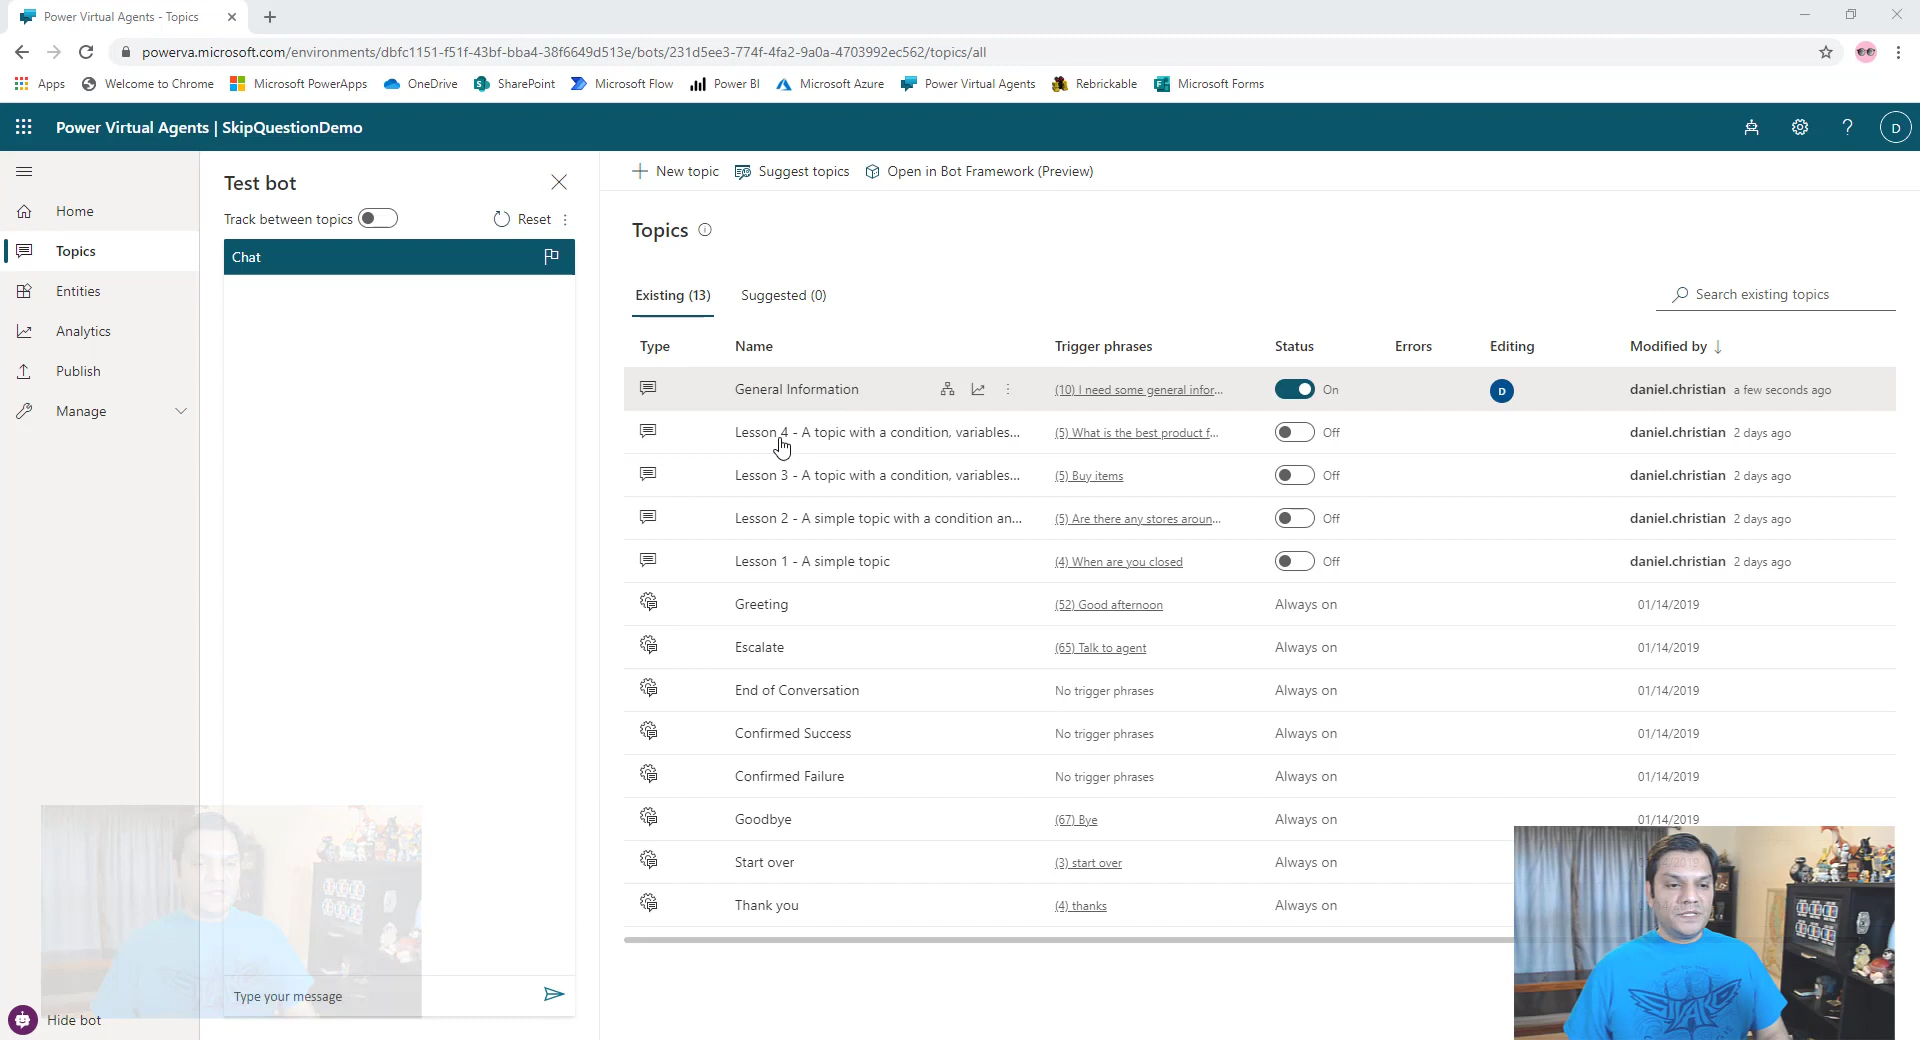 Power Virtual Agents - Topics
powerva.microsoft.com/environments/dbfc1151-f51f-43bf-bba4-38f6649d513e/bots/231d5ee3-774f-4fa2-9a0a-4703992ec562/topics/all
Apps Welcome to Chrome Microsoft PowerApps OneDrive SharePoint Microsoft Flow Power BI Microsoft Azure Power Virtual Agents Rebrickable Microsoft Forms
Power Virtual Agents | SkipQuestionDemo
D
Home
Topics
Entities
Analytics
Publish
Manage
Hide bot
Test bot
Track between topics Reset
Chat
Type your message
New topic Suggest topics Open in Bot Framework (Preview)
Topics
Existing (13) Suggested (0) Search existing topics
Type Name Trigger phrases Status Errors Editing Modified by
General Information (10) I need some general infor... On D daniel.christian a few seconds ago
Lesson 4 - A topic with a condition, variables... (5) What is the best product f... Off daniel.christian 2 days ago
Lesson 3 - A topic with a condition, variables... (5) Buy items Off daniel.christian 2 days ago
Lesson 2 - A simple topic with a condition an... (5) Are there any stores aroun... Off daniel.christian 2 days ago
Lesson 1 - A simple topic (4) When are you closed Off daniel.christian 2 days ago
Greeting (52) Good afternoon Always on 01/14/2019
Escalate (65) Talk to agent Always on 01/14/2019
End of Conversation No trigger phrases Always on 01/14/2019
Confirmed Success No trigger phrases Always on 01/14/2019
Confirmed Failure No trigger phrases Always on 01/14/2019
Goodbye (67) Bye Always on 01/14/2019
Start over (3) start over Always on
Thank you (4) thanks Always on